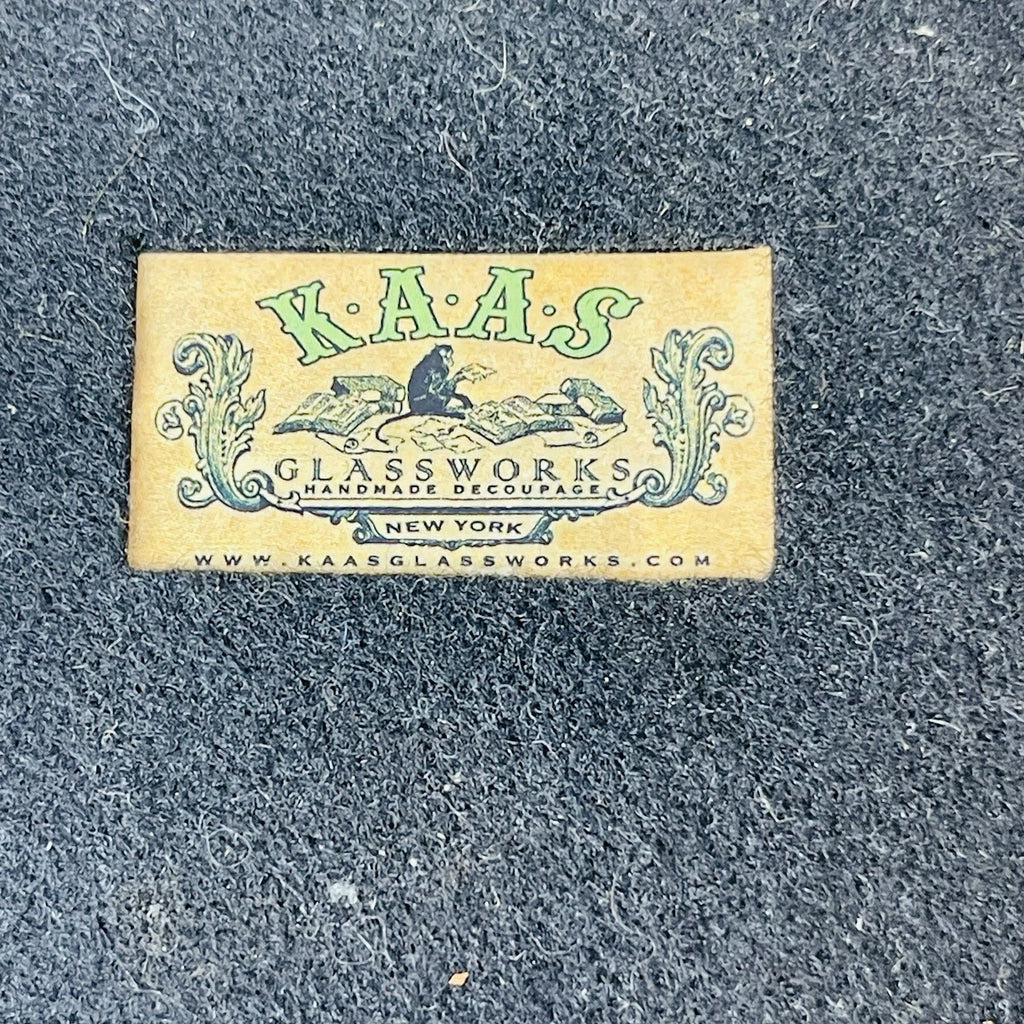 K·A·A·S
GLASSWORKS
HANDMADE DECOUPAGE
NEW YORK
WWW.KAASGLASSWORKS.COM